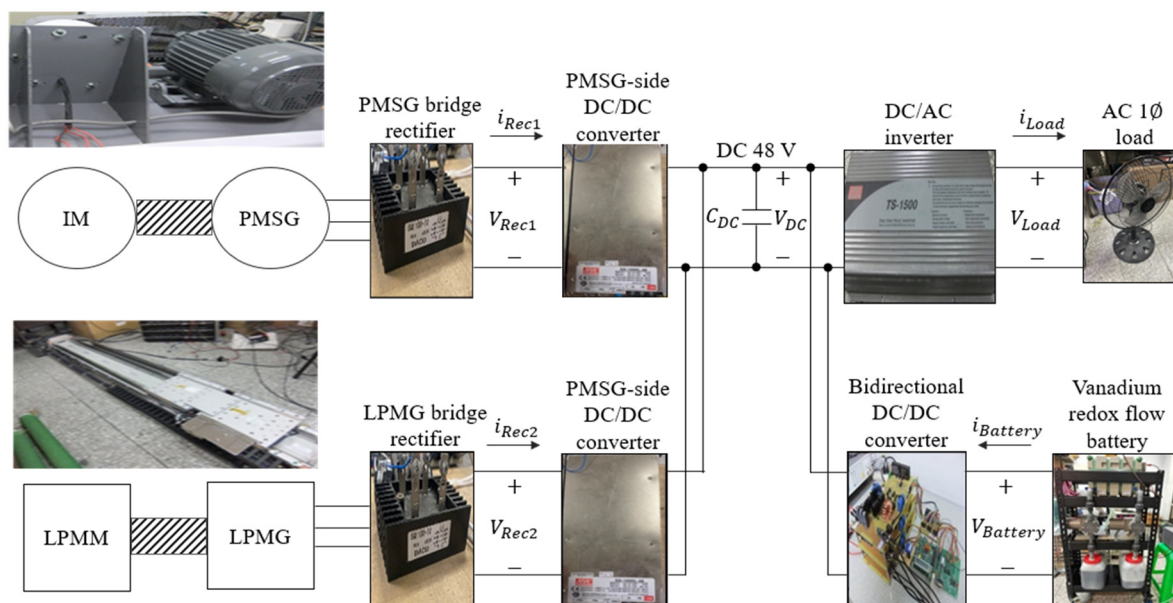 PMSG bridge
rectifier
i_Rec1
PMSG-side
DC/DC
converter
DC 48 V
DC/AC
inverter
i_Load
AC 1Ø
load
IM
PMSG
+
V_Rec1
−
C_DC
+
V_DC
−
TS-1500
+
V_Load
−
LPMG bridge
rectifier
i_Rec2
PMSG-side
DC/DC
converter
Bidirectional
DC/DC
converter
i_Battery
Vanadium
redox flow
battery
LPMM
LPMG
+
V_Rec2
−
+
V_Battery
−